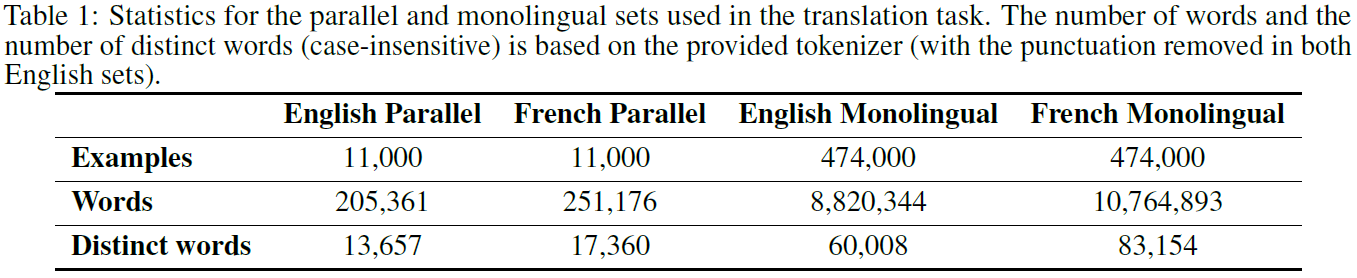 Table 1: Statistics for the parallel and monolingual sets used in the translation task. The number of words and the
number of distinct words (case-insensitive) is based on the provided tokenizer (with the punctuation removed in both
English sets).
English Parallel French Parallel English Monolingual French Monolingual
Examples 11,000 11,000 474,000 474,000
Words 205,361 251,176 8,820,344 10,764,893
Distinct words 13,657 17,360 60,008 83,154